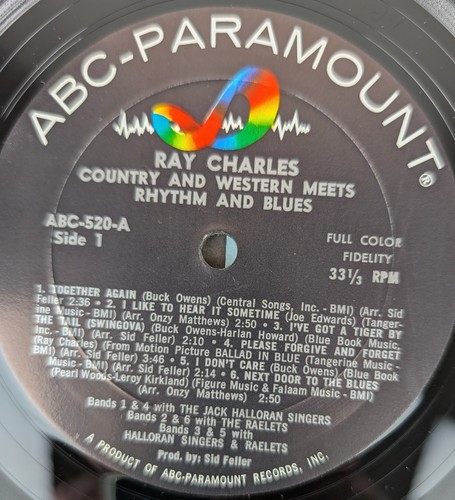 ABC-PARAMOUNT®
RAY CHARLES
COUNTRY AND WESTERN MEETS
RHYTHM AND BLUES
ABC-520-A
Side 1
FULL COLOR
FIDELITY
33 1/3 RPM
1. TOGETHER AGAIN (Buck Owens) (Central Songs, Inc. - BMI) (Arr. Sid
Feller) 2:36 • 2. I LIKE TO HEAR IT SOMETIME (Joe Edwards) (Tanger-
ine Music - BMI) (Arr. Onzy Matthews) 2:50 • 3. I'VE GOT A TIGER BY
THE TAIL (SWINGOVA) (Buck Owens-Harlan Howard) (Blue Book Music,
Inc. - BMI) (Arr. Sid Feller) 2:10 • 4. PLEASE FORGIVE AND FORGET
(Ray Charles) (From Motion Picture BALLAD IN BLUE (Tangerine Music -
BMI) (Arr. Sid Feller) 3:46 • 5. I DON'T CARE (Buck Owens) (Blue Book
Music - BMI) (Arr. Sid Feller) 2:14 • 6. NEXT DOOR TO THE BLUES
(Pearl Woods-Leroy Kirkland) (Figure Music & Falaam Music - BMI)
(Arr. Onzy Matthews) 2:50
Bands 1 & 4 with THE JACK HALLORAN SINGERS
Bands 2 & 6 with THE RAELETS
Bands 3 & 5 with
HALLORAN SINGERS & RAELETS
Prod. by: Sid Feller
A PRODUCT OF ABC-PARAMOUNT RECORDS, INC.